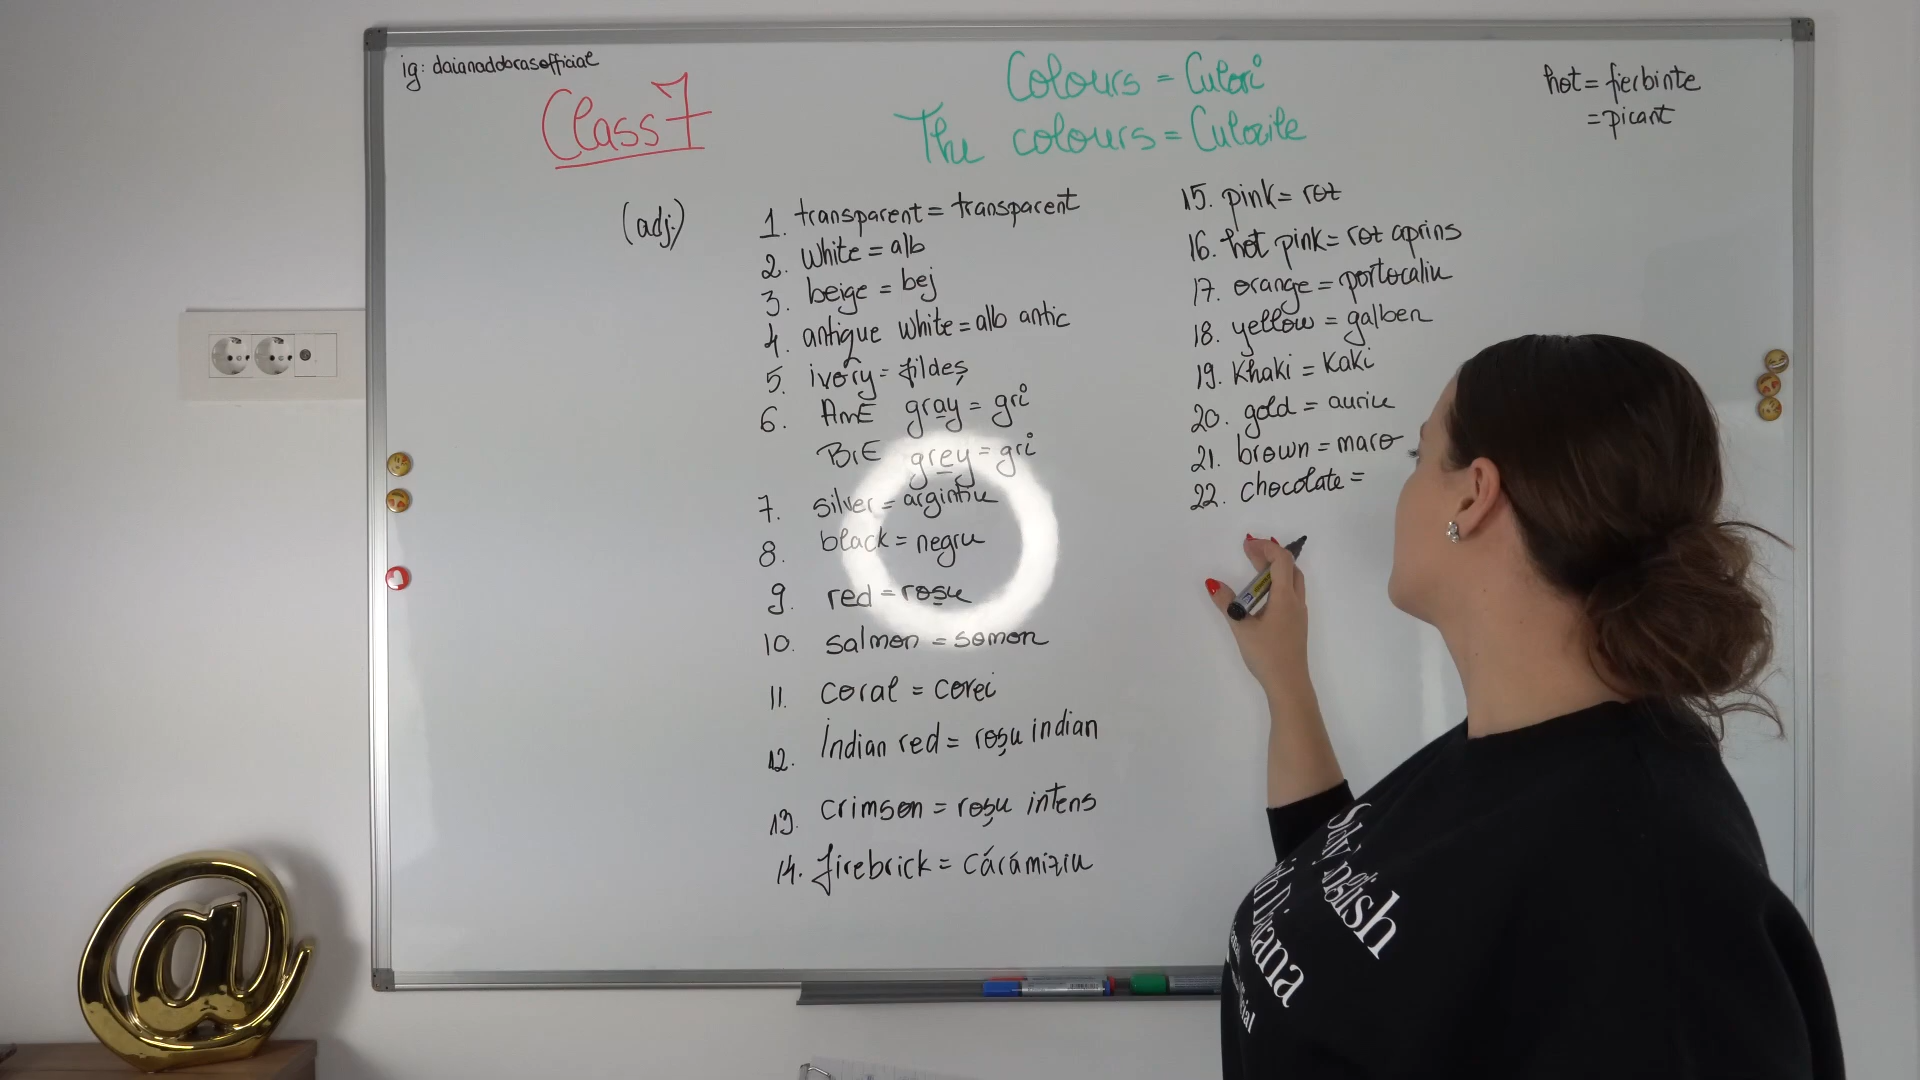 ig: daianaddobrasofficial
Class 7
Colours = Culori
The colours = Culorile
hot = fierbinte
= picant
(adj.)
1. transparent = transparent
2. White = alb
3. beige = bej
4. antique white = alb antic
5. ivory = fildeș
6. AmE gray = gri
BrE grey = gri
7. silver = argintiu
8. black = negru
9. red = roșu
10. salmon = somon
11. coral = corai
12. Indian red = roșu indian
13. crimson = roșu intens
14. firebrick = cărămiziu
15. pink = roz
16. hot pink = roz aprins
17. orange = portocaliu
18. yellow = galben
19. Khaki = Kaki
20. gold = auriu
21. brown = maro
22. chocolate =